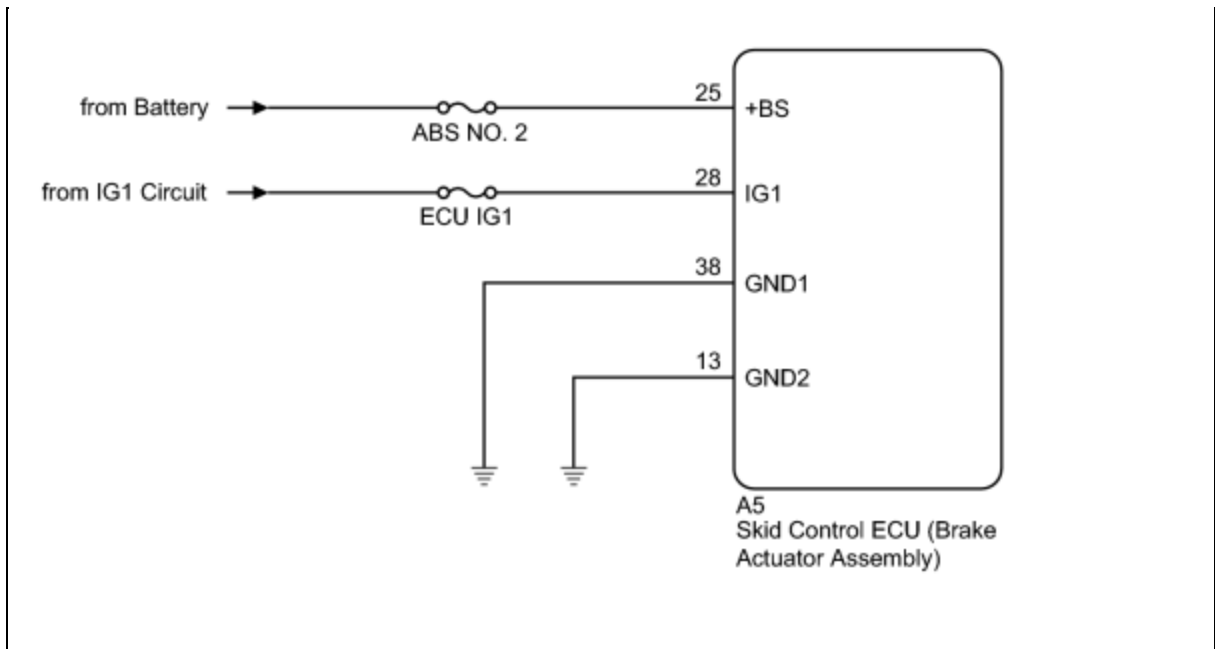 from Battery
25
+BS
ABS NO. 2
from IG1 Circuit
28
IG1
ECU IG1
38
GND1
13
GND2
A5
Skid Control ECU (Brake
Actuator Assembly)